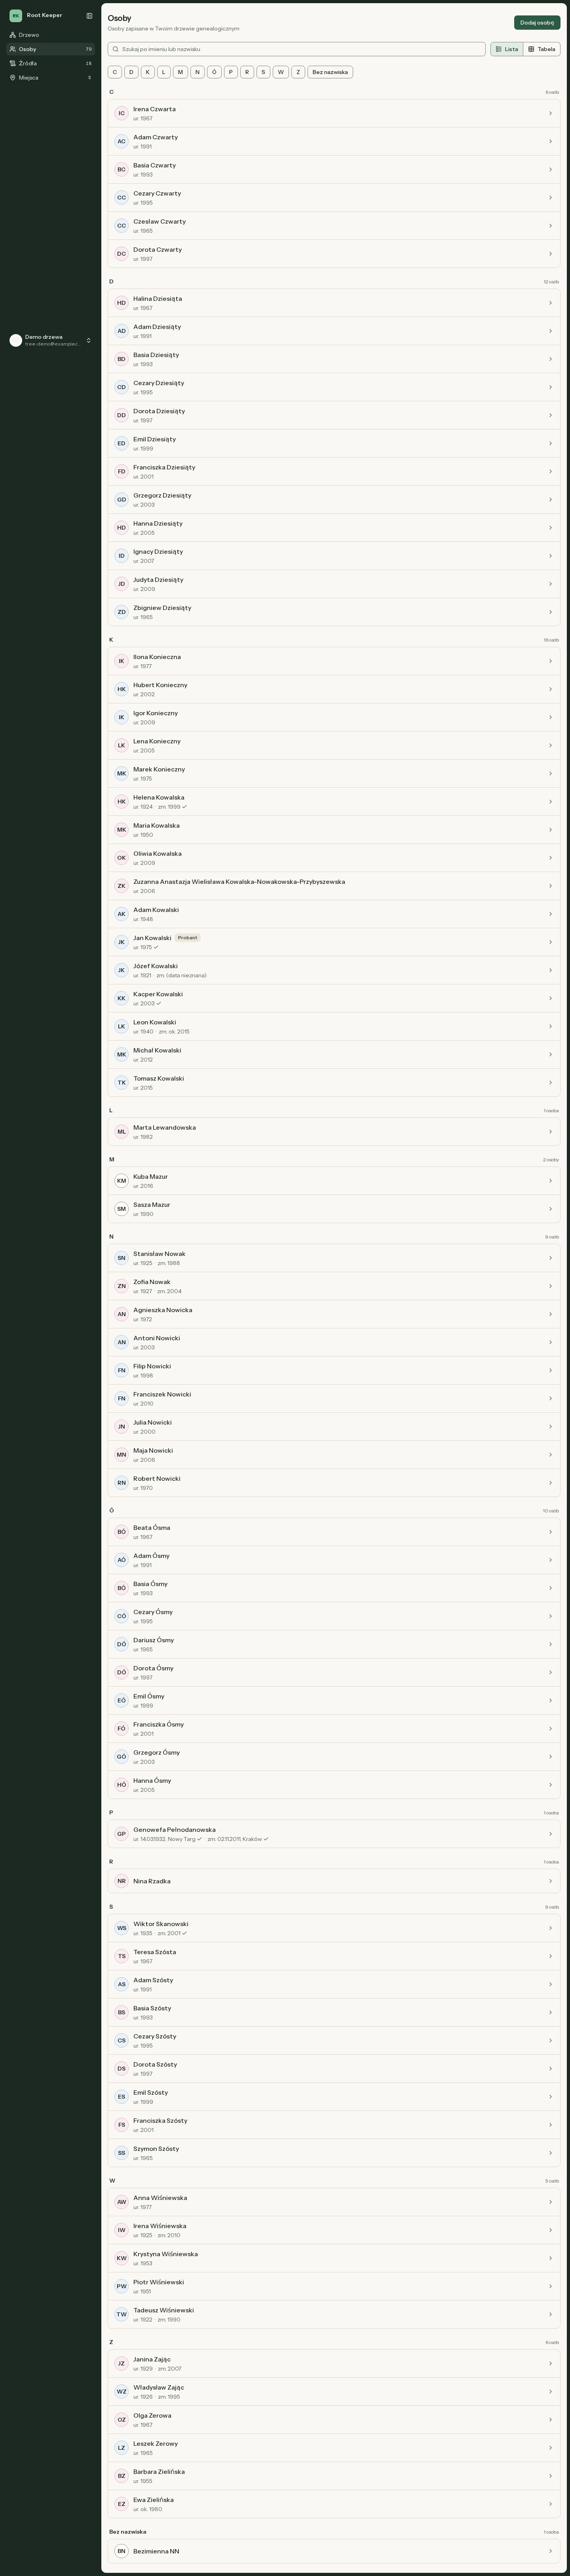 RK Root Keeper
Drzewo
Osoby 79
Źródła 18
Miejsca 5
Demo drzewa
Osoby
Osoby zapisane w Twoim drzewie genealogicznym
Dodaj osobę
Szukaj po imieniu lub nazwisku
Lista Tabela
C D K L M N Ó P R S W Z Bez nazwiska
C 6 osób
IC Irena Czwarta
ur. 1967
AC Adam Czwarty
ur. 1991
BC Basia Czwarty
ur. 1993
CC Cezary Czwarty
ur. 1995
CC Czesław Czwarty
ur. 1965
DC Dorota Czwarty
ur. 1997
D 12 osób
HD Halina Dziesiąta
ur. 1967
AD Adam Dziesiąty
ur. 1991
BD Basia Dziesiąty
ur. 1993
CD Cezary Dziesiąty
ur. 1995
DD Dorota Dziesiąty
ur. 1997
ED Emil Dziesiąty
ur. 1999
FD Franciszka Dziesiąty
ur. 2001
GD Grzegorz Dziesiąty
ur. 2003
HD Hanna Dziesiąty
ur. 2005
ID Ignacy Dziesiąty
ur. 2007
JD Judyta Dziesiąty
ur. 2009
ZD Zbigniew Dziesiąty
ur. 1965
K 16 osób
IK Ilona Konieczna
ur. 1977
HK Hubert Konieczny
ur. 2002
IK Igor Konieczny
ur. 2009
LK Lena Konieczny
ur. 2005
MK Marek Konieczny
ur. 1975
HK Helena Kowalska
ur. 1924 · zm. 1999 ✓
MK Maria Kowalska
ur. 1950
OK Oliwia Kowalska
ur. 2009
ZK Zuzanna Anastazja Wielisława Kowalska-Nowakowska-Przybyszewska
ur. 2006
AK Adam Kowalski
ur. 1948
JK Jan Kowalski Probant
ur. 1975 ✓
JK Józef Kowalski
ur. 1921 · zm. (data nieznana)
KK Kacper Kowalski
ur. 2003 ✓
LK Leon Kowalski
ur. 1940 · zm. ok. 2015
MK Michał Kowalski
ur. 2012
TK Tomasz Kowalski
ur. 2015
L 1 osoba
ML Marta Lewandowska
ur. 1982
M 2 osoby
KM Kuba Mazur
ur. 2016
SM Sasza Mazur
ur. 1990
N 9 osób
SN Stanisław Nowak
ur. 1925 · zm. 1988
ZN Zofia Nowak
ur. 1927 · zm. 2004
AN Agnieszka Nowicka
ur. 1972
AN Antoni Nowicki
ur. 2003
FN Filip Nowicki
ur. 1998
FN Franciszek Nowicki
ur. 2010
JN Julia Nowicki
ur. 2000
MN Maja Nowicki
ur. 2008
RN Robert Nowicki
ur. 1970
Ó 10 osób
BÓ Beata Ósma
ur. 1967
AÓ Adam Ósmy
ur. 1991
BÓ Basia Ósmy
ur. 1993
CÓ Cezary Ósmy
ur. 1995
DÓ Dariusz Ósmy
ur. 1965
DÓ Dorota Ósmy
ur. 1997
EÓ Emil Ósmy
ur. 1999
FÓ Franciszka Ósmy
ur. 2001
GÓ Grzegorz Ósmy
ur. 2003
HÓ Hanna Ósmy
ur. 2005
P 1 osoba
GP Genowefa Pełnodanowska
ur. 14.03.1932, Nowy Targ ✓ · zm. 02.11.2011, Kraków ✓
R 1 osoba
NR Nina Rzadka
S 9 osób
WS Wiktor Skanowski
ur. 1935 · zm. 2001 ✓
TS Teresa Szósta
ur. 1967
AS Adam Szósty
ur. 1991
BS Basia Szósty
ur. 1993
CS Cezary Szósty
ur. 1995
DS Dorota Szósty
ur. 1997
ES Emil Szósty
ur. 1999
FS Franciszka Szósty
ur. 2001
SS Szymon Szósty
ur. 1965
W 5 osób
AW Anna Wiśniewska
ur. 1977
IW Irena Wiśniewska
ur. 1925 · zm. 2010
KW Krystyna Wiśniewska
ur. 1953
PW Piotr Wiśniewski
ur. 1951
TW Tadeusz Wiśniewski
ur. 1922 · zm. 1990
Z 6 osób
JZ Janina Zając
ur. 1929 · zm. 2007
WZ Władysław Zając
ur. 1926 · zm. 1995
OZ Olga Zerowa
ur. 1967
LZ Leszek Zerowy
ur. 1965
BZ Barbara Zielińska
ur. 1955
EZ Ewa Zielińska
ur. ok. 1980
Bez nazwiska 1 osoba
BN Bezimienna NN